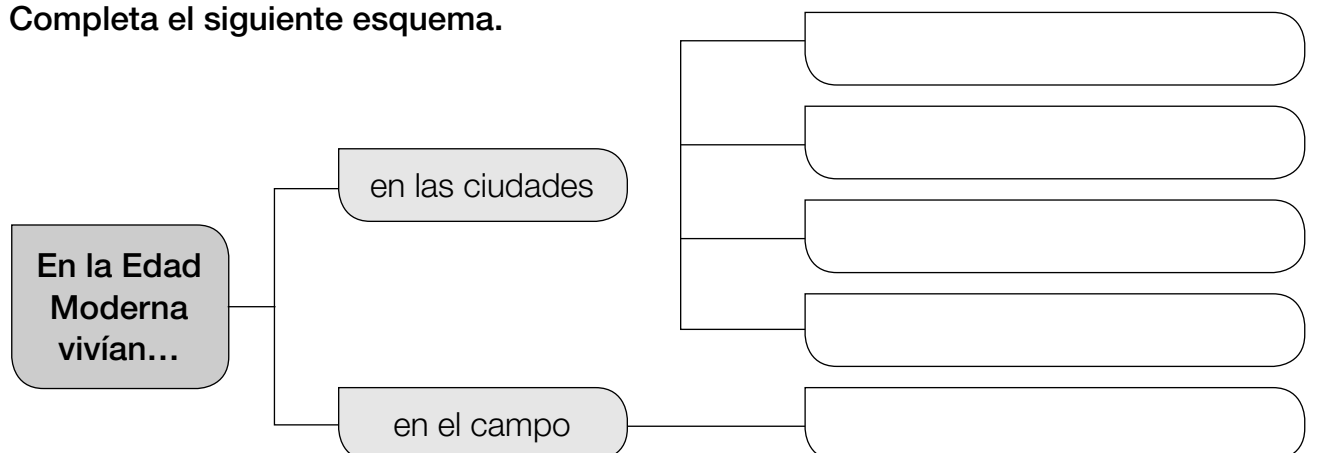 Completa el siguiente esquema.
en las ciudades
En la Edad
Moderna
vivían…
en el campo